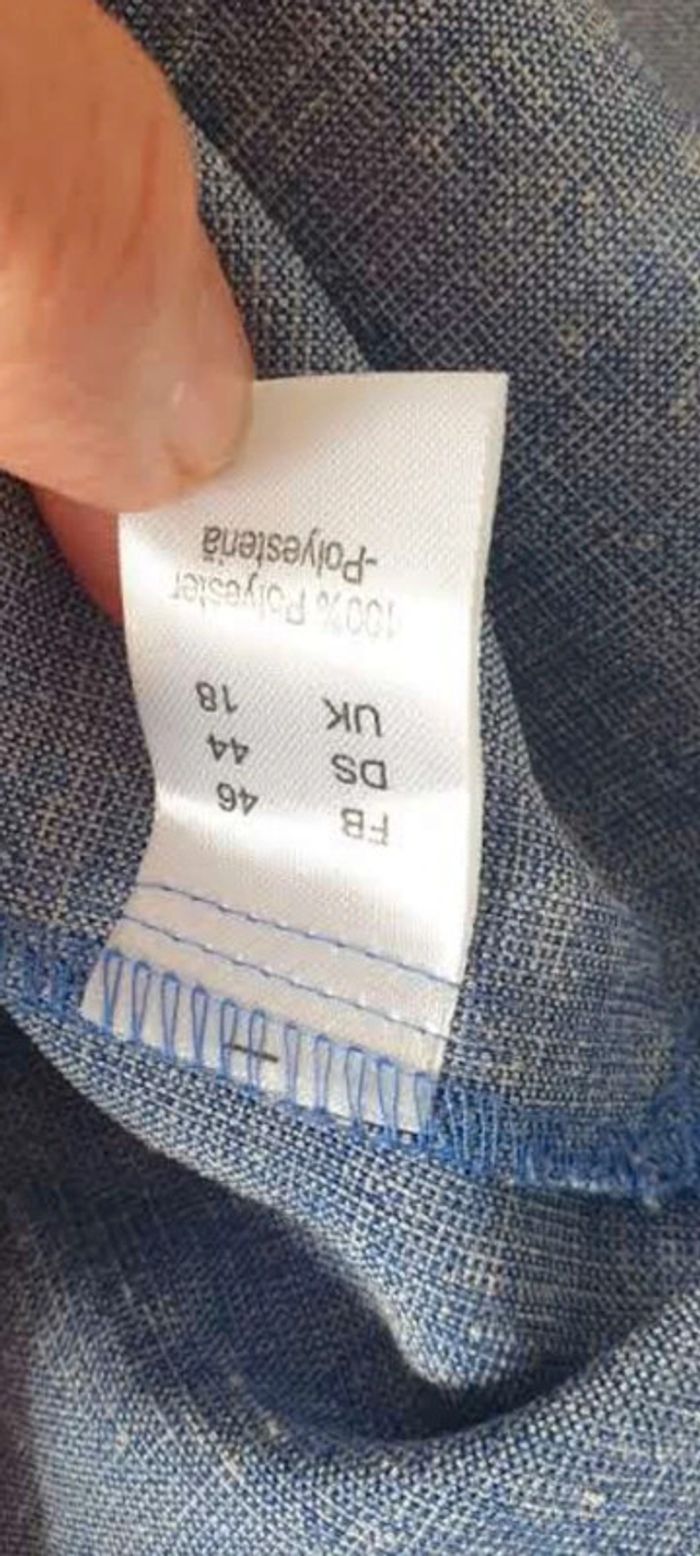 FB 46
DS 44
UK 18
100% Polyester
-Polyesteriä